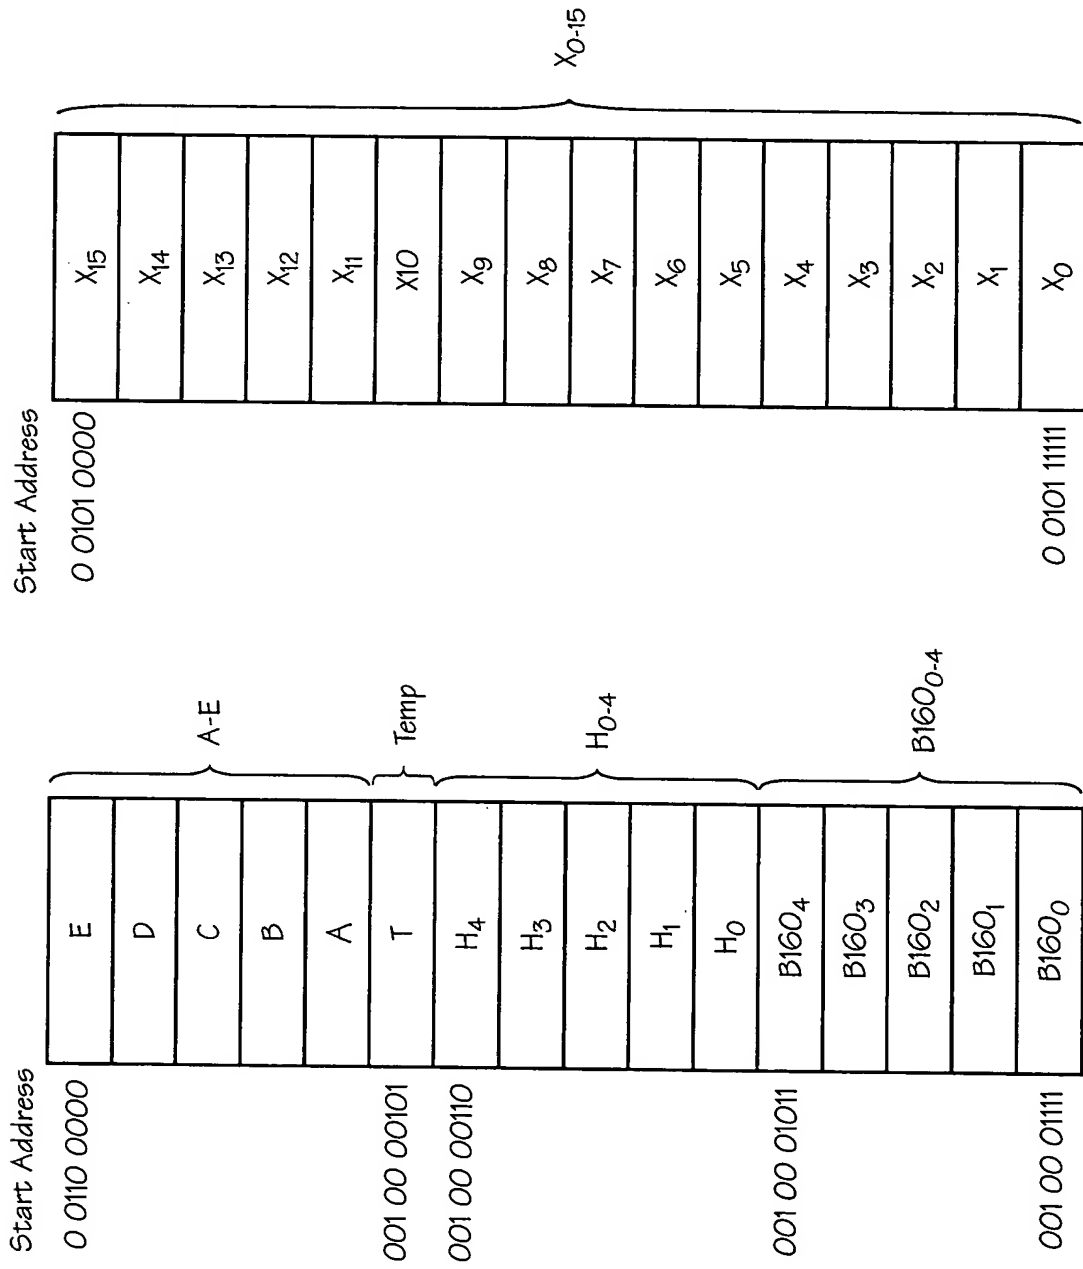 Start Address
0 0110 0000
E
D
C
B
A
A-E
001 00 00101
T
Temp
001 00 00110
H₄
H₃
H₂
H₁
H₀
H₀₋₄
001 00 01011
B160₄
B160₃
B160₂
B160₁
001 00 01111
B160₀
B160₀₋₄
Start Address
0 0101 0000
X₁₅
X₁₄
X₁₃
X₁₂
X₁₁
X10
X₉
X₈
X₇
X₆
X₅
X₄
X₃
X₂
X₁
0 0101 11111
X₀
X₀₋₁₅